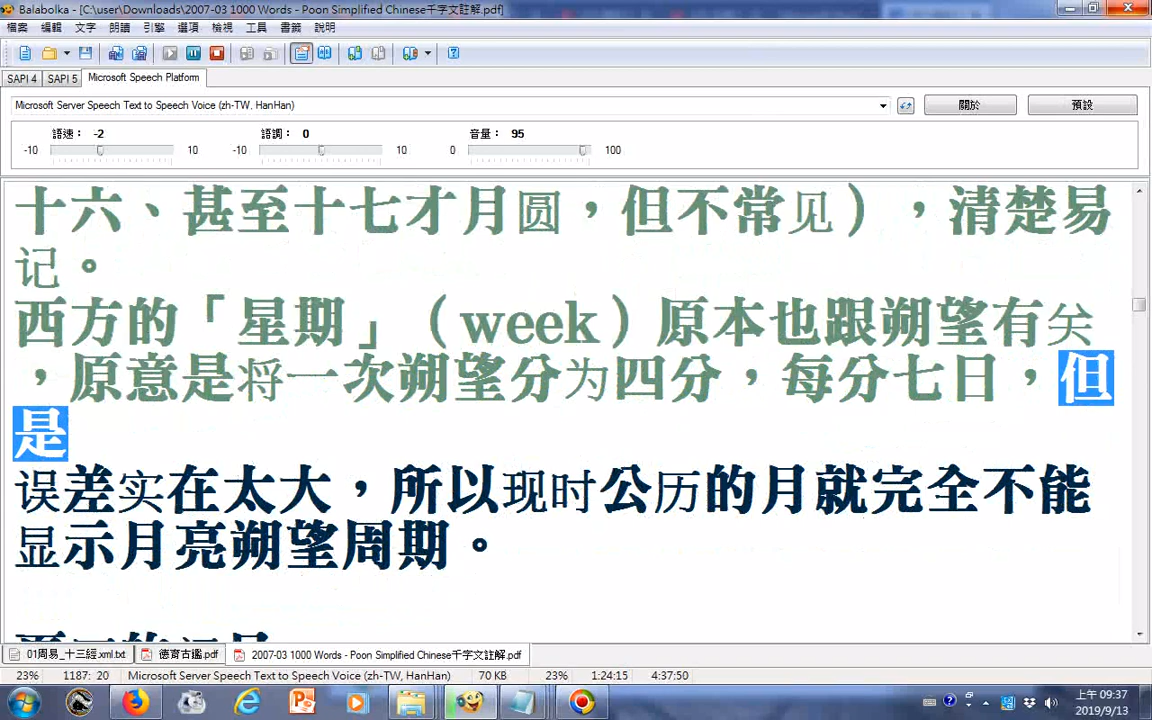 Balabolka - [C:\user\Downloads\2007-03 1000 Words - Poon Simplified Chinese千字文註解.pdf]
檔案 編輯 文字 朗讀 引擎 選項 檢視 工具 書籤 說明
SAPI 4 SAPI 5 Microsoft Speech Platform
Microsoft Server Speech Text to Speech Voice (zh-TW, HanHan) 關於 預設
語速： -2 語調： 0 音量： 95
-10 10 -10 10 0 100
十六、甚至十七才月圆，但不常见），清楚易
记。
西方的「星期」（week）原本也跟朔望有关
，原意是将一次朔望分为四分，每分七日，但
是
误差实在太大，所以现时公历的月就完全不能
显示月亮朔望周期。
01周易_十三經.xml.txt 德育古鑑.pdf 2007-03 1000 Words - Poon Simplified Chinese千字文註解.pdf
23% 1187: 20 Microsoft Server Speech Text to Speech Voice (zh-TW, HanHan) 70 KB 23% 1:24:15 4:37:50
上午 09:37
2019/9/13